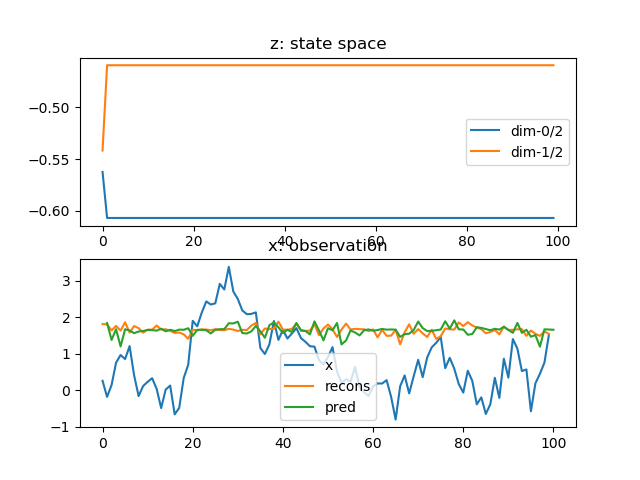 z: state space
−0.50
−0.55
−0.60
dim-0/2
dim-1/2
0 20 40 60 80 100
x: observation
3
2
1
0
−1
x
recons
pred
0 20 40 60 80 100